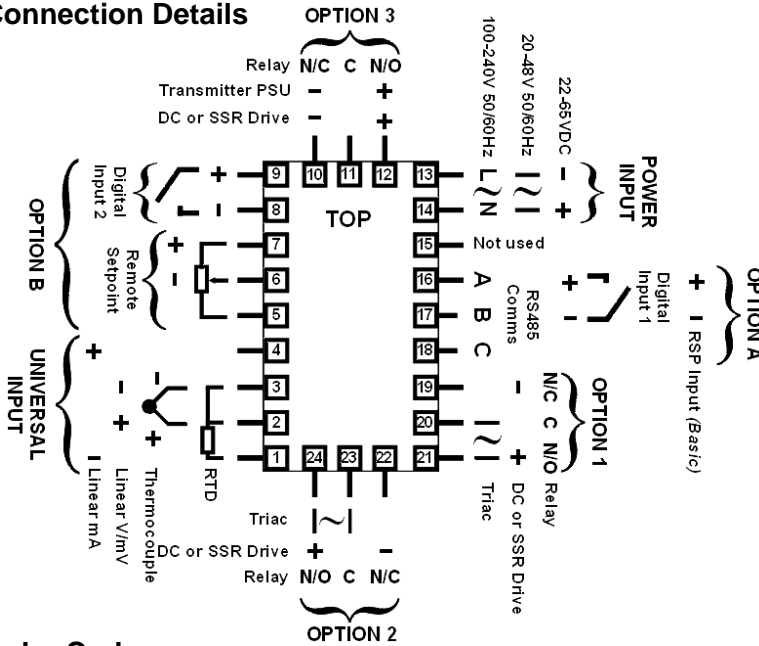 Connection Details
OPTION 3
Relay N/C C N/O
Transmitter PSU - +
DC or SSR Drive - +
9 10 11 12 13
8 TOP 14
7 15 Not used
6 16 A
5 17 B
4 18 C
3 19
2 20
1 24 23 22 21
100-240V 50/60Hz L ~ N
20-48V 50/60Hz ~
22-65VDC - +
POWER
INPUT
Digital
Input 2
+ -
Remote
Setpoint
+ -
OPTION B
RS485
Comms
Digital
Input 1
+ -
+ - RSP Input (Basic)
OPTION A
N/C C N/O Relay
- + DC or SSR Drive
~ Triac
OPTION 1
RTD
- + Thermocouple
- + Linear V/mV
+ - Linear mA
UNIVERSAL
INPUT
Triac ~
DC or SSR Drive + -
Relay N/O C N/C
OPTION 2